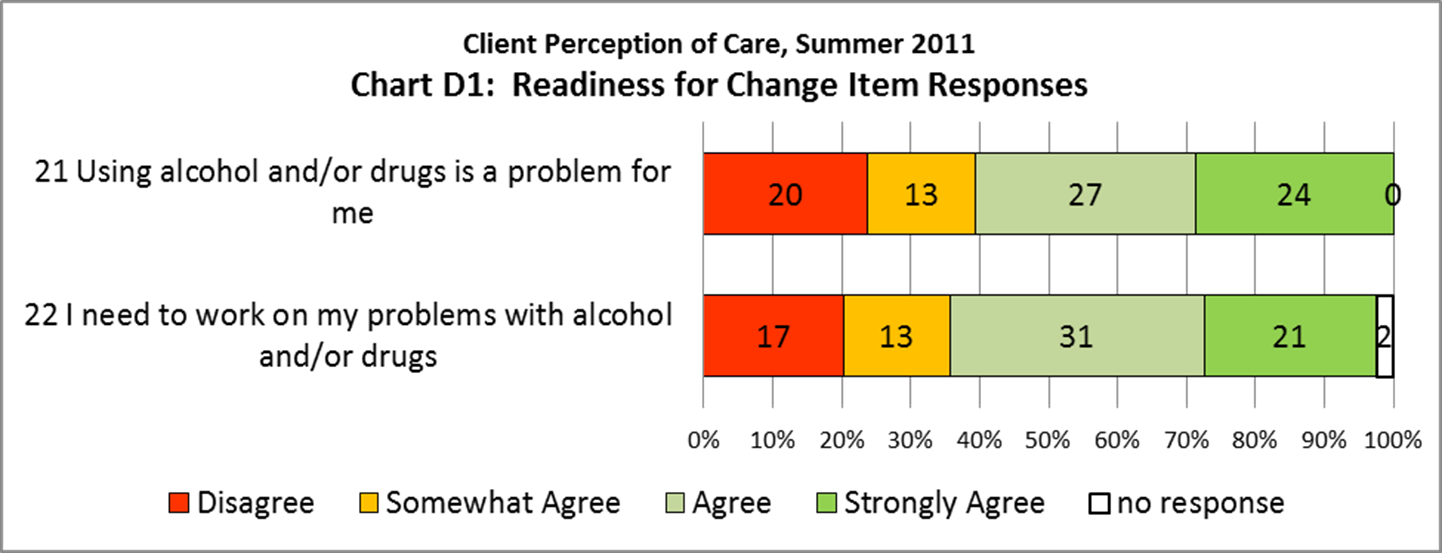 Client Perception of Care, Summer 2011
Chart D1:  Readiness for Change Item Responses
21 Using alcohol and/or drugs is a problem for
me
20 13 27 24 0
22 I need to work on my problems with alcohol
and/or drugs
17 13 31 21 2
0% 10% 20% 30% 40% 50% 60% 70% 80% 90% 100%
Disagree Somewhat Agree Agree Strongly Agree no response